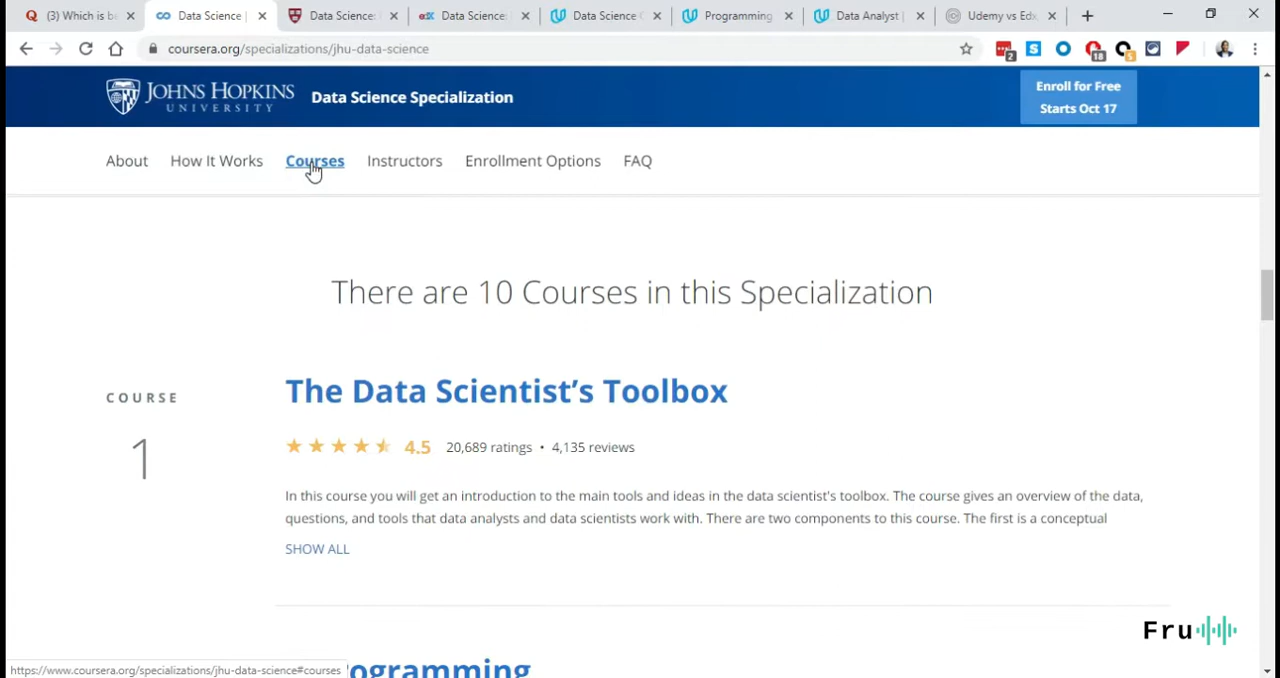 (3) Which is be
Data Science |
Data Science:
Data Science:
Data Science
Programming
Data Analyst |
Udemy vs Ed
coursera.org/specializations/jhu-data-science
2
18
JOHNS HOPKINS
UNIVERSITY
Data Science Specialization
Enroll for Free
Starts Oct 17
About How It Works Courses Instructors Enrollment Options FAQ
There are 10 Courses in this Specialization
COURSE
1
The Data Scientist's Toolbox
4.5 20,689 ratings • 4,135 reviews
In this course you will get an introduction to the main tools and ideas in the data scientist's toolbox. The course gives an overview of the data,
questions, and tools that data analysts and data scientists work with. There are two components to this course. The first is a conceptual
SHOW ALL
Fru
https://www.coursera.org/specializations/jhu-data-science#courses
ogramming